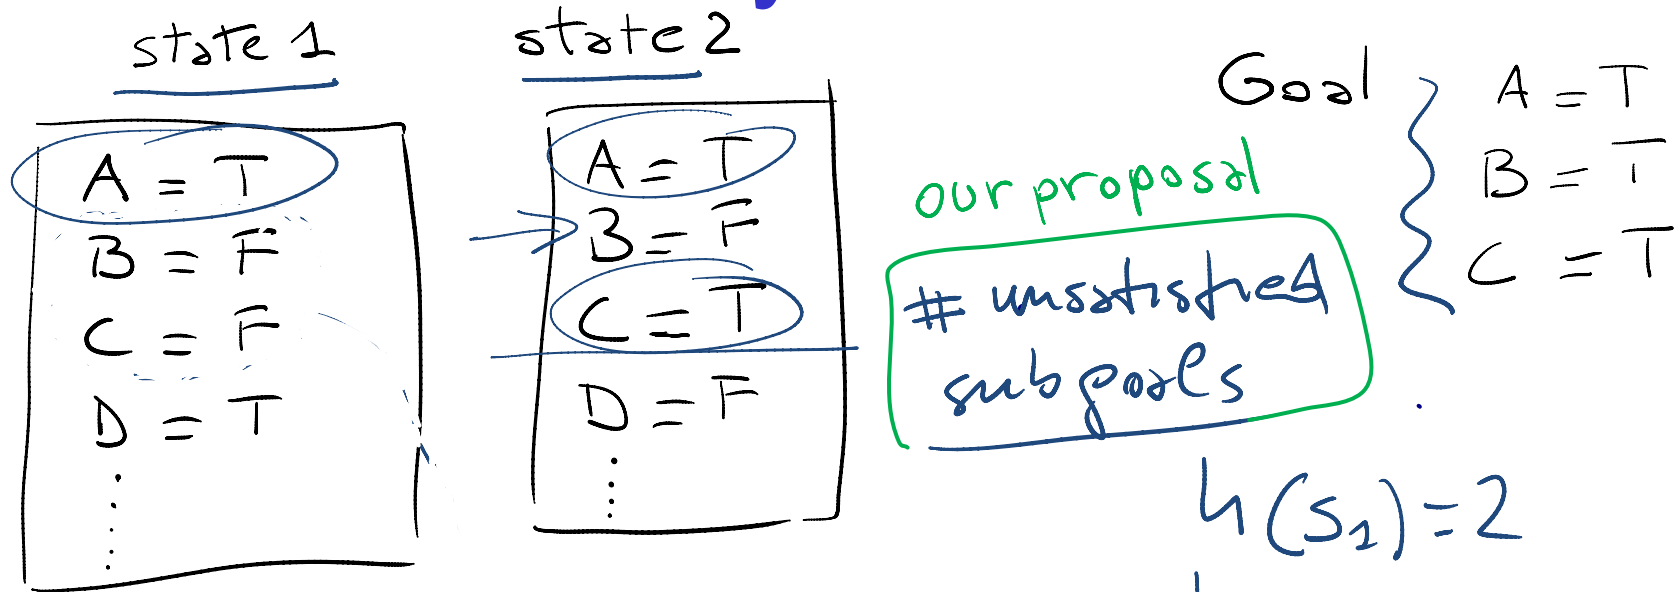 state 1
A = T
B = F
C = F
D = T
state 2
A = T
B = F
C = T
D = F
our proposal
# unsatisfied
subgoals
Goal
A = T
B = T
C = T
h(S1) = 2